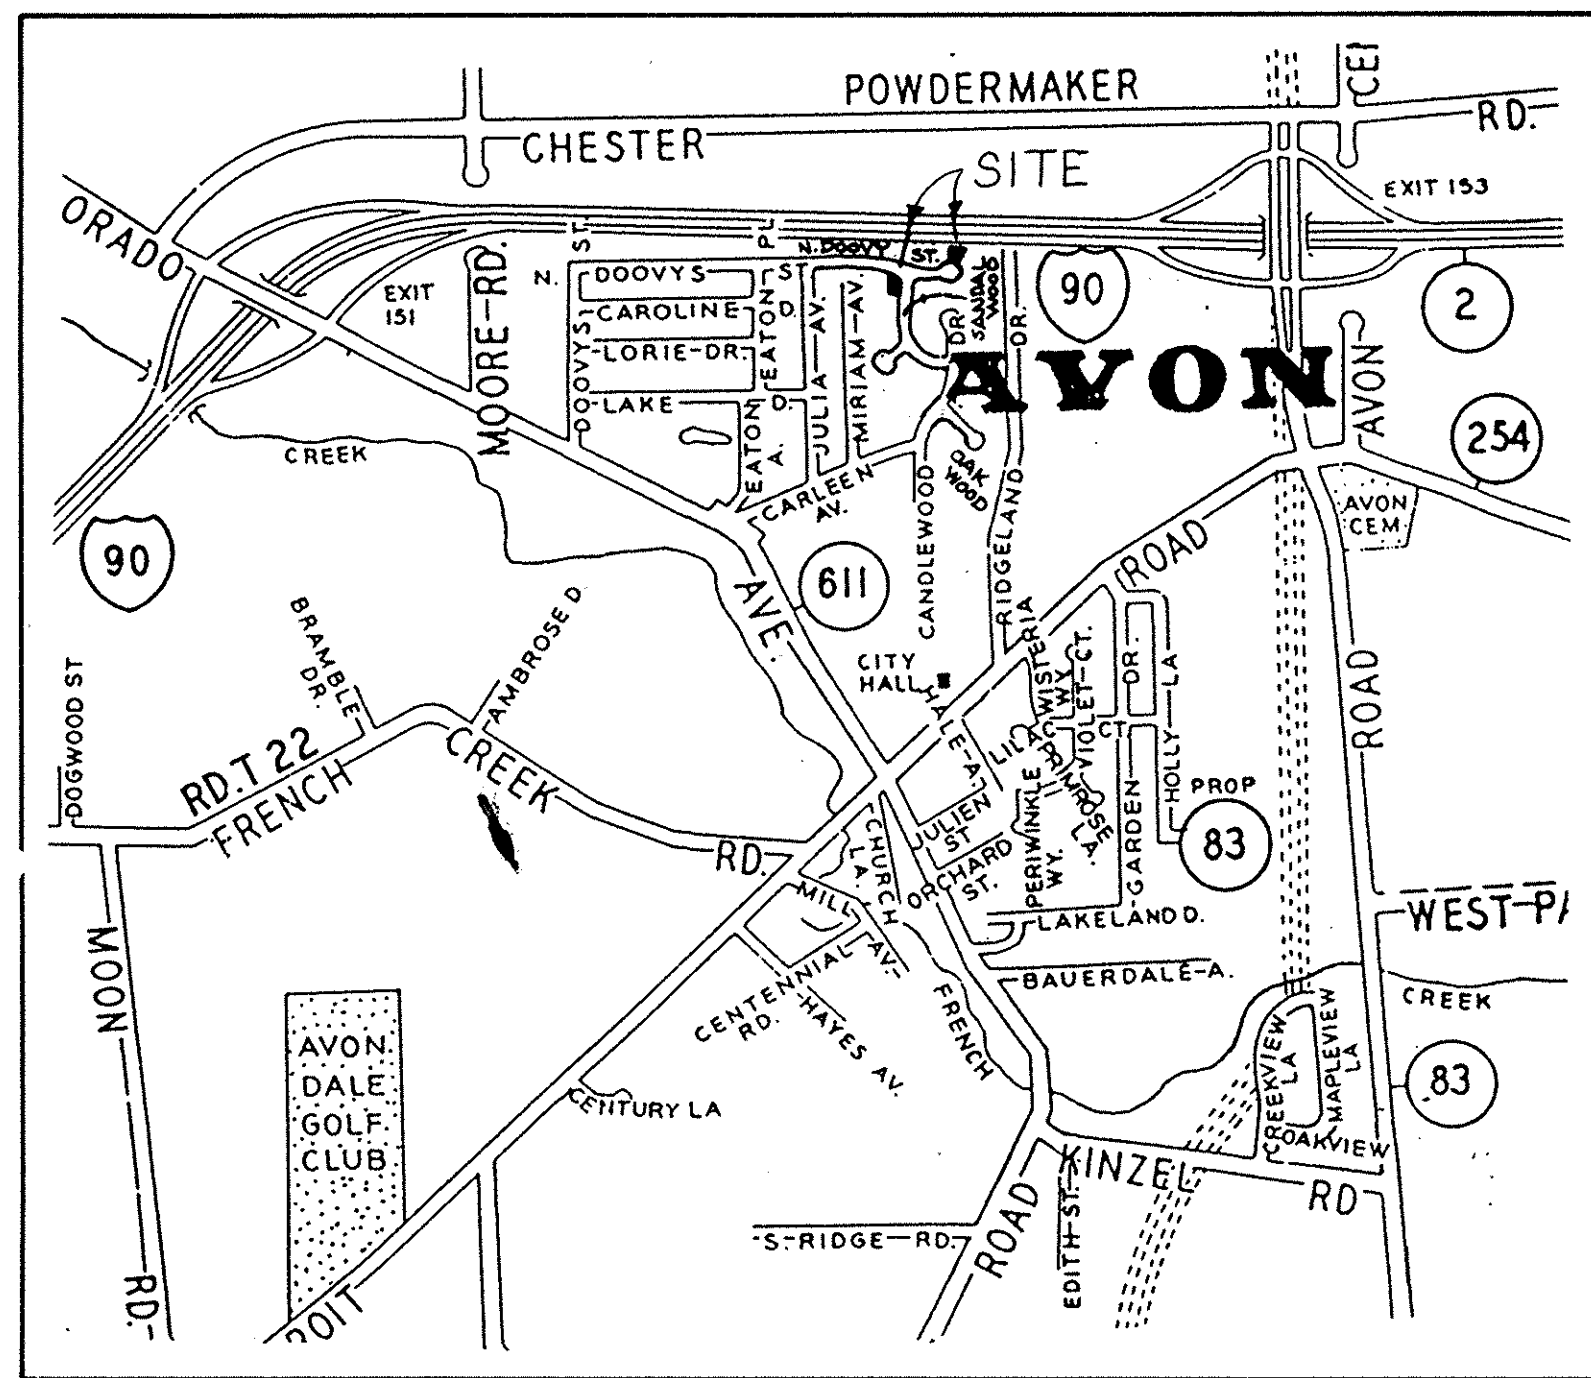 CEN
POWDERMAKER
RD.
CHESTER
SITE
EXIT 153
ORADO
N. DOOVY ST.
ST.
PL
N. DOOVYS ST
EXIT
151
MOORE RD.
90
2
CAROLINE D.
SANDAL
WOOD
DR.
DR.
LORIE-DR.
DOOVYS
EATON
JULIA-AV.
MIRIAM-AV.
AVON
AVON
LAKE D.
254
CREEK
EATON
A.
CARLEEN
AV.
OAK
WOOD
CANDLEWOOD
RIDGELAND
AVON
CEM.
90
611
ROAD
AVE.
BRAMBLE
DR.
AMBROSE D.
DOGWOOD ST
CITY
HALL
HALE-A.
WISTERIA
WY
VIOLET-CT.
DR.
HOLLY-LA
ROAD
LILAC CT
RD. T 22
FRENCH
CREEK
RD.
PRIMROSE
LA.
PERIWINKLE
WY.
GARDEN
PROP
83
JULIEN
ST
ORCHARD
ST.
CHURCH
LA.
MILL
AV.
LAKELAND D.
WEST-PA
BAUERDALE-A.
MOON
RD.
CENTENNIAL
RD.
HAYES AV.
FRENCH
CREEK
AVON
DALE
GOLF
CLUB
CENTURY LA
CREEKVIEW
LA
MAPLEVIEW
LA
83
OAKVIEW
KINZEL
RD
S. RIDGE RD.
ROAD
EDITH-ST.
ROIT